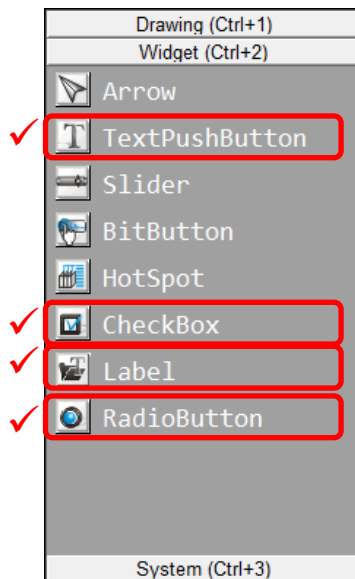 Drawing (Ctrl+1)
Widget (Ctrl+2)
Arrow
TextPushButton
Slider
BitButton
HotSpot
CheckBox
Label
RadioButton
System (Ctrl+3)